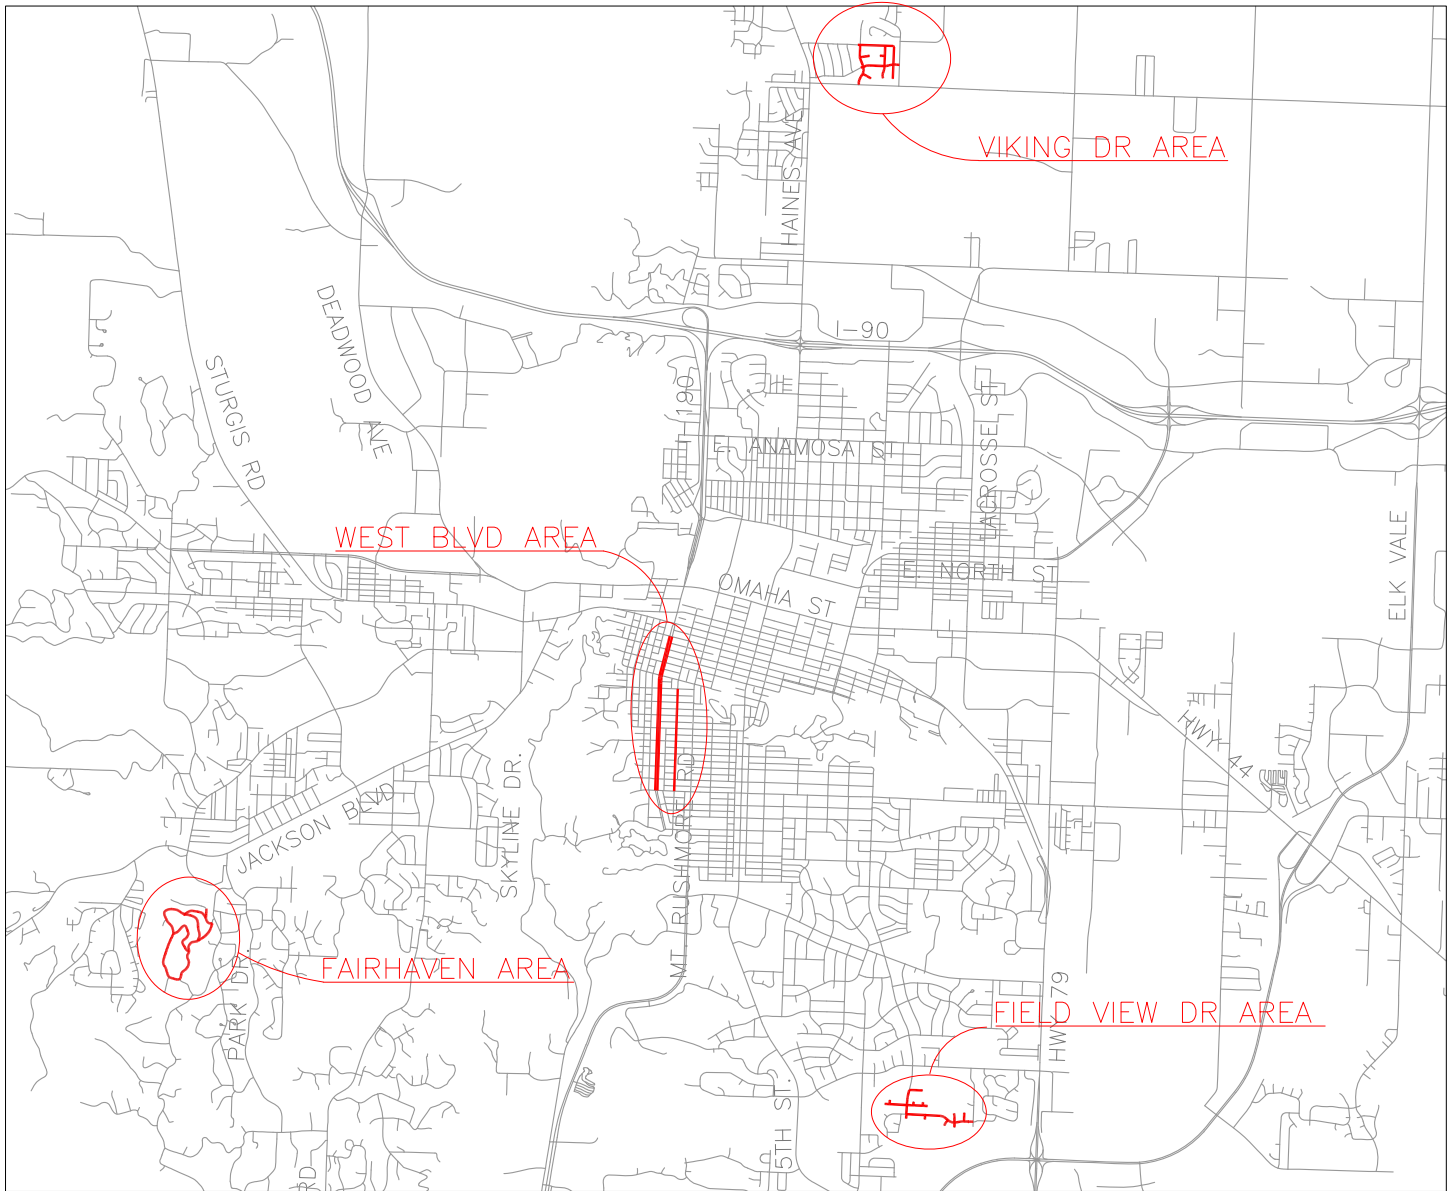 VIKING DR AREA
HAINES AVE
DEADWOOD AVE
I-90
STURGIS RD
I-190
E. ANAMOSA ST
LACROSSE ST
WEST BLVD AREA
E. NORTH ST
ELK VALE
OMAHA ST
HWY 44
SKYLINE DR.
JACKSON BLVD
MT RUSHMORE RD
FAIRHAVEN AREA
PARK DR.
FIELD VIEW DR AREA
HWY 79
5TH ST.
RD